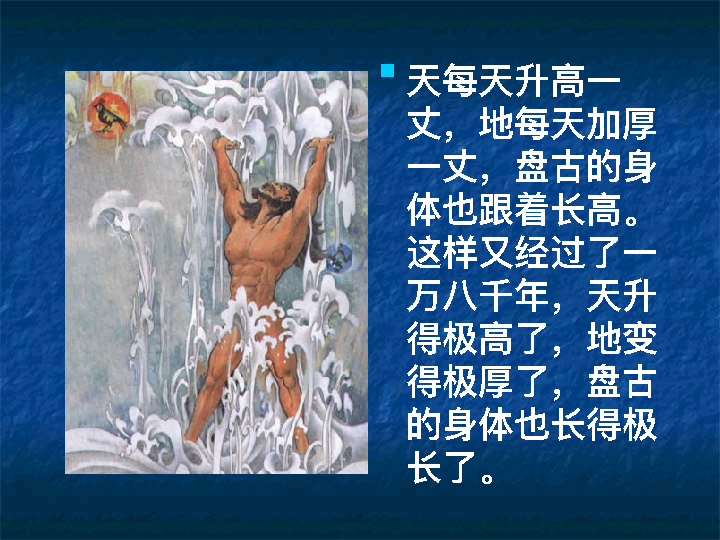 天每天升高一
丈，地每天加厚
一丈，盘古的身
体也跟着长高。
这样又经过了一
万八千年，天升
得极高了，地变
得极厚了，盘古
的身体也长得极
长了。